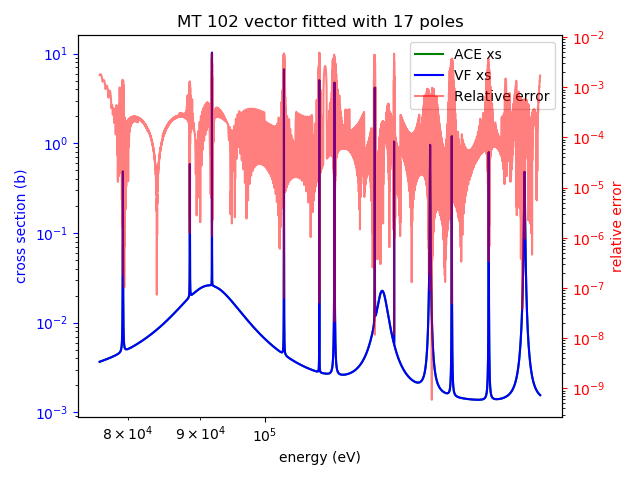 MT 102 vector fitted with 17 poles
ACE xs
VF xs
Relative error
cross section (b)
10^1
10^0
10^-1
10^-2
10^-3
relative error
10^-2
10^-3
10^-4
10^-5
10^-6
10^-7
10^-8
10^-9
8 × 10^4
9 × 10^4
10^5
energy (eV)